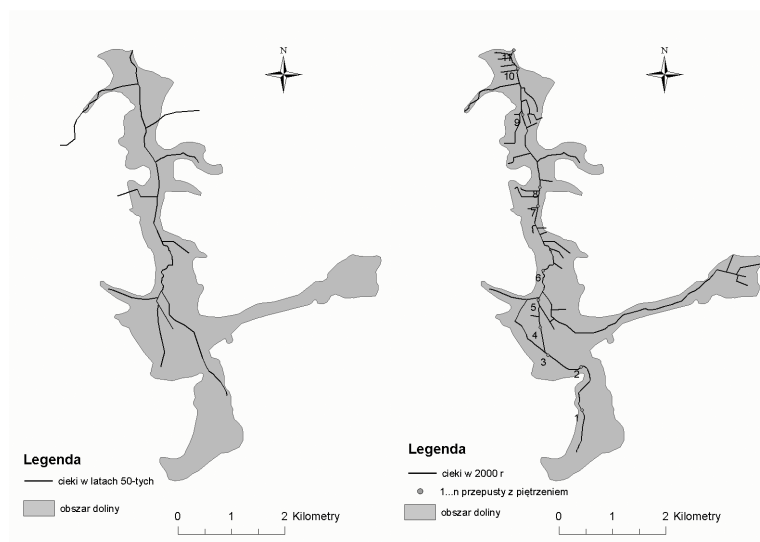 N
Legenda
cieki w latach 50-tych
obszar doliny
0 1 2 Kilometry
N
11
10
9
8
7
6
5
4
3
2
1
Legenda
cieki w 2000 r
1...n przepusty z piętrzeniem
obszar doliny
0 1 2 Kilometry